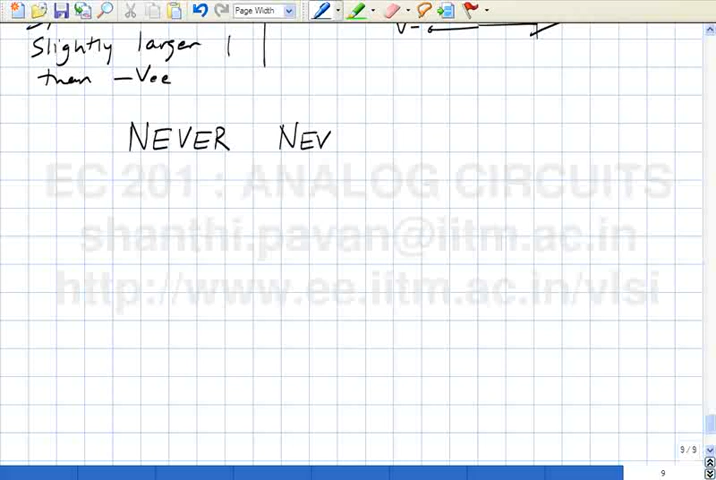 Page Width
V-
Slightly larger
than -Vee
NEVER NEV
EC 201 : ANALOG CIRCUITS
shanthi.pavan@iitm.ac.in
http://www.ee.iitm.ac.in/vlsi
9/9
9